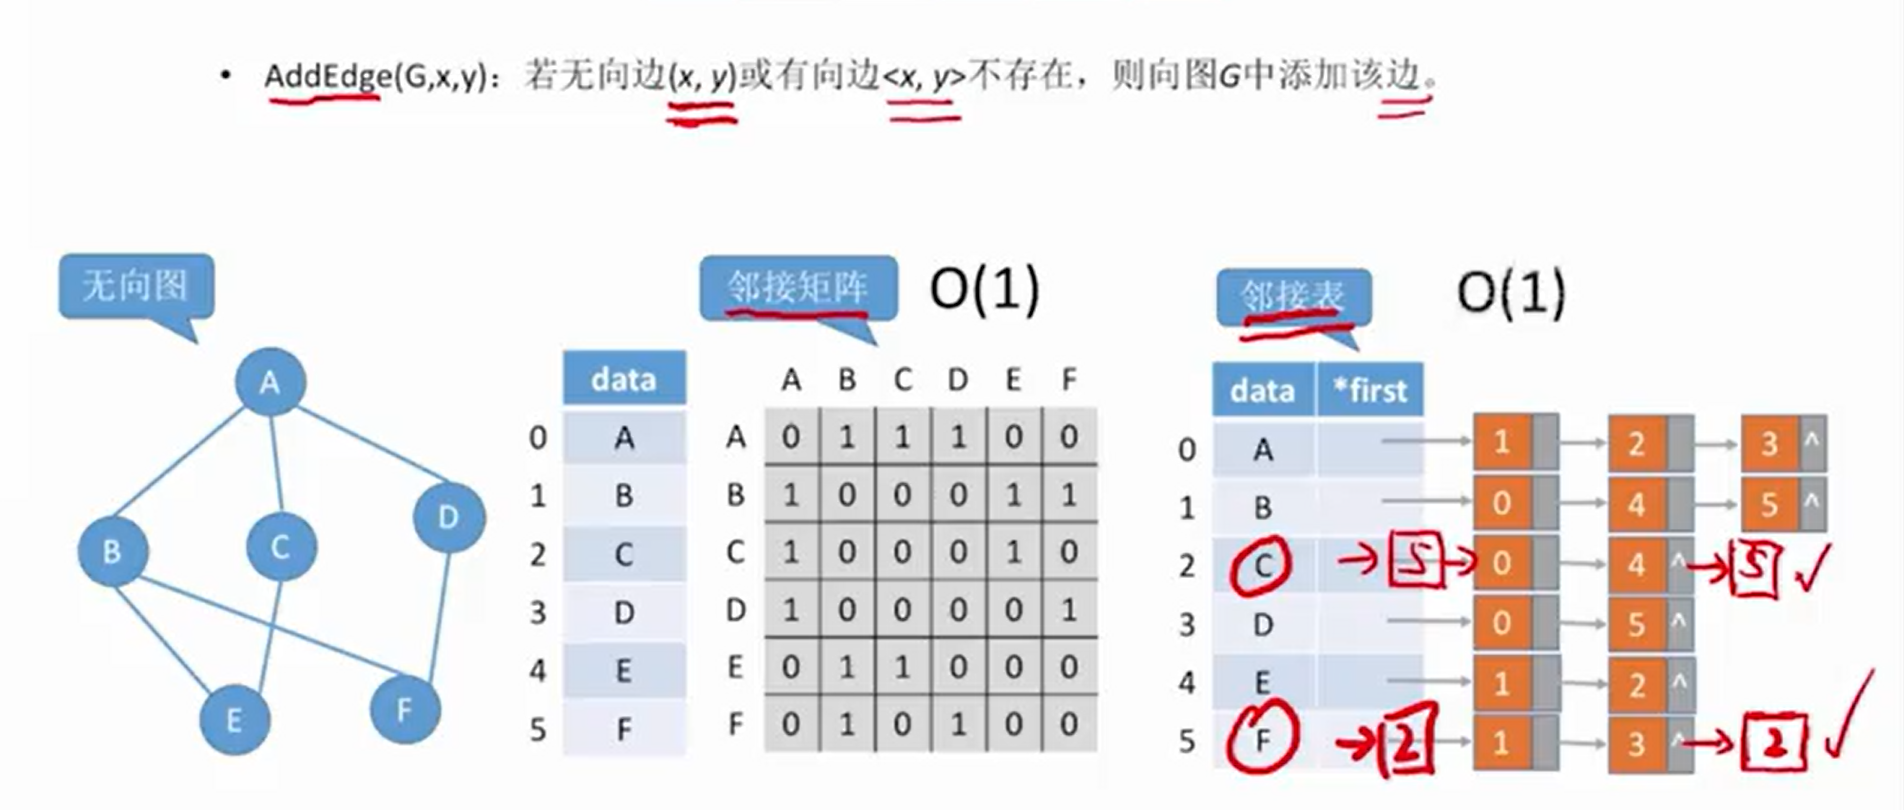 • AddEdge(G,x,y)：若无向边(x, y)或有向边<x, y>不存在，则向图G中添加该边。
无向图
A
B
C
D
E
F
邻接矩阵 O(1)
data
0 A
1 B
2 C
3 D
4 E
5 F
A B C D E F
A 0 1 1 1 0 0
B 1 0 0 0 1 1
C 1 0 0 0 1 0
D 1 0 0 0 0 1
E 0 1 1 0 0 0
F 0 1 0 1 0 0
邻接表 O(1)
data *first
0 A 1 2 3 ^
1 B 0 4 5 ^
2 C 5 0 4 ^ 5
3 D 0 5 ^
4 E 1 2 ^
5 F 2 1 3 ^ 2